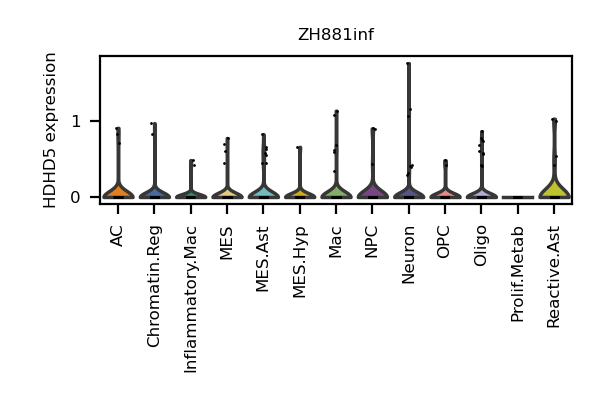 ZH881inf
HDHD5 expression
1
0
AC
Chromatin.Reg
Inflammatory.Mac
MES
MES.Ast
MES.Hyp
Mac
NPC
Neuron
OPC
Oligo
Prolif.Metab
Reactive.Ast